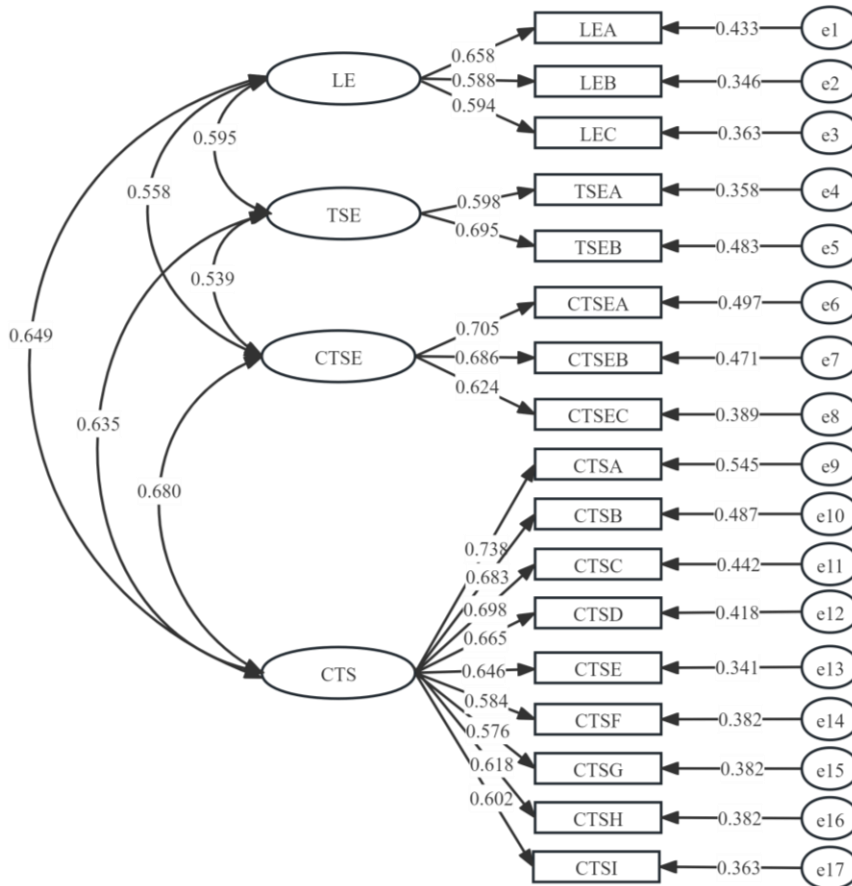 LEA 0.433 e1
0.658
LE 0.588 LEB 0.346 e2
0.594
LEC 0.363 e3
0.595
0.558
TSEA 0.358 e4
0.598
TSE
0.695
TSEB 0.483 e5
0.539
CTSEA 0.497 e6
0.705
0.649
CTSE 0.686 CTSEB 0.471 e7
0.624
CTSEC 0.389 e8
0.635
CTSA 0.545 e9
0.680
CTSB 0.487 e10
0.738
CTSC 0.442 e11
0.683
0.698
CTSD 0.418 e12
0.665
CTS 0.646 CTSE 0.341 e13
0.584
CTSF 0.382 e14
0.576
0.618
CTSG 0.382 e15
0.602
CTSH 0.382 e16
CTSI 0.363 e17